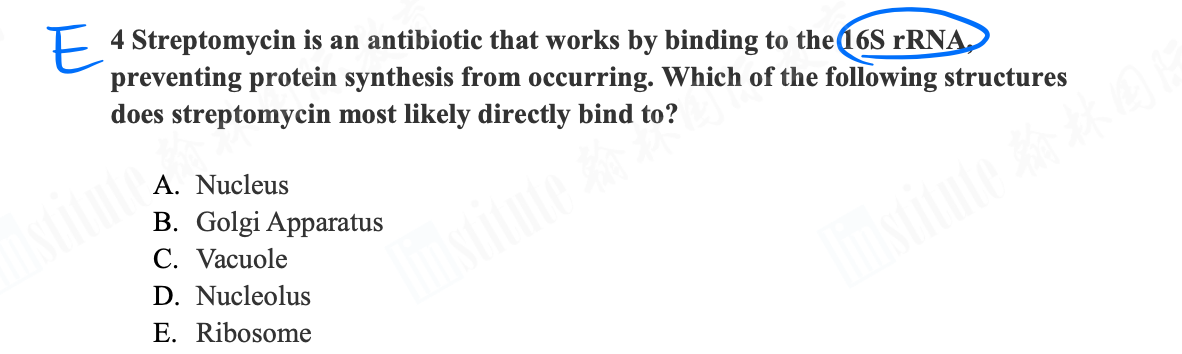 E
4 Streptomycin is an antibiotic that works by binding to the 16S rRNA,
preventing protein synthesis from occurring. Which of the following structures
does streptomycin most likely directly bind to?
A. Nucleus
B. Golgi Apparatus
C. Vacuole
D. Nucleolus
E. Ribosome